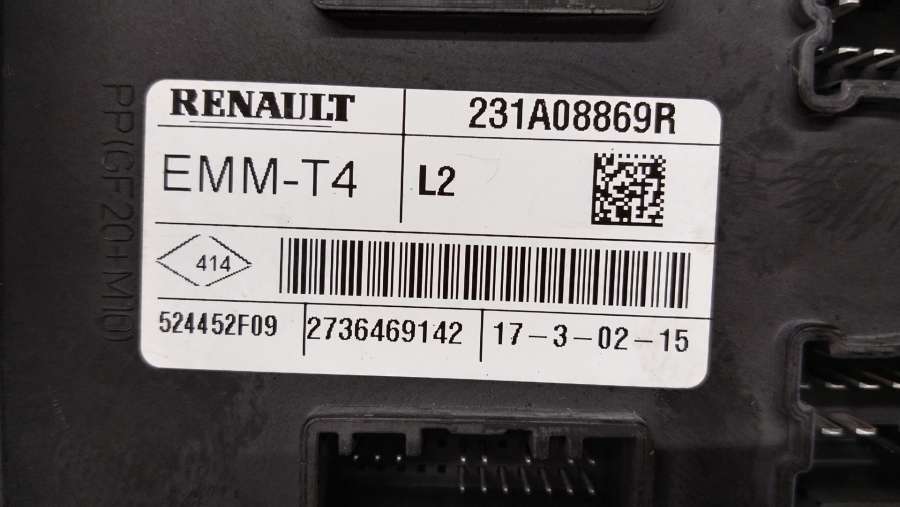 RENAULT 231A08869R
EMM-T4 L2
414
524452F09 2736469142 17-3-02-15
PP(GF20+M10)